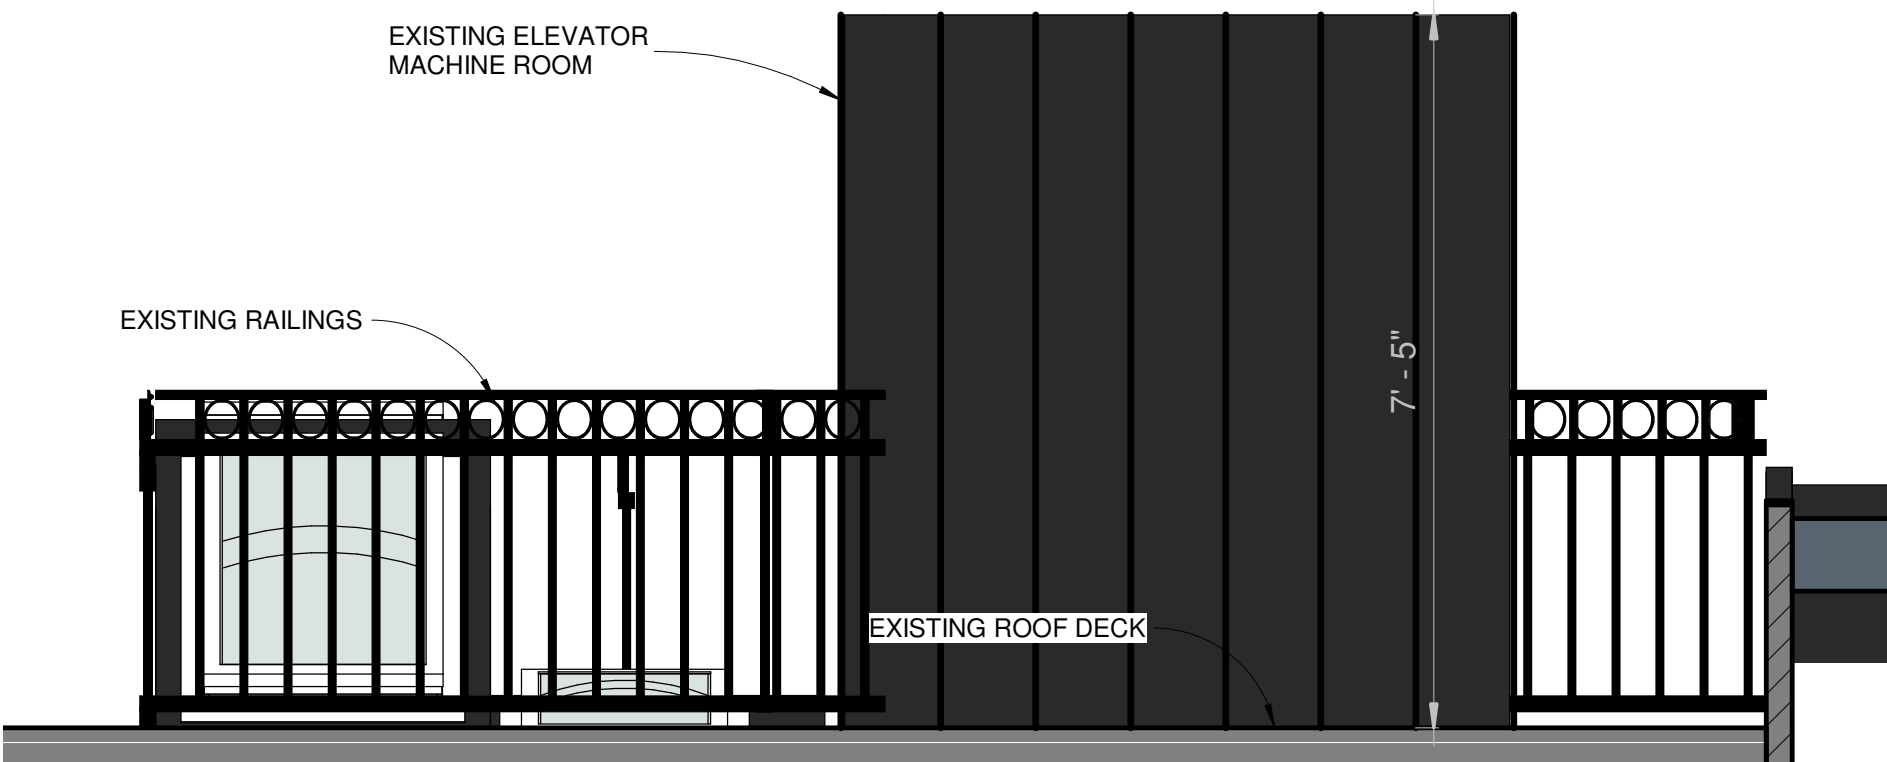 EXISTING ELEVATOR
MACHINE ROOM
EXISTING RAILINGS
7' - 5"
EXISTING ROOF DECK